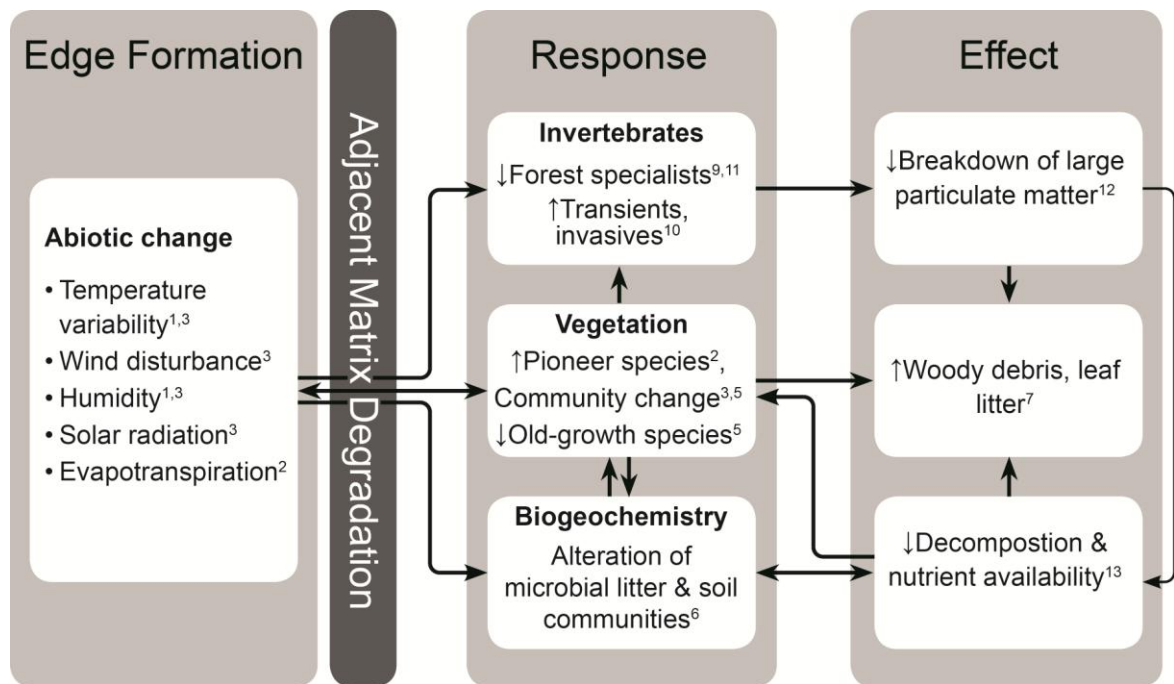 Edge Formation
Abiotic change
• Temperature
variability1,3
• Wind disturbance3
• Humidity1,3
• Solar radiation3
• Evapotranspiration2
Adjacent Matrix Degradation
Response
Invertebrates
↓Forest specialists9,11
↑Transients,
invasives10
Vegetation
↑Pioneer species2,
Community change3,5
↓Old-growth species5
Biogeochemistry
Alteration of
microbial litter & soil
communities6
Effect
↓Breakdown of large
particulate matter12
↑Woody debris, leaf
litter7
↓Decompostion &
nutrient availability13